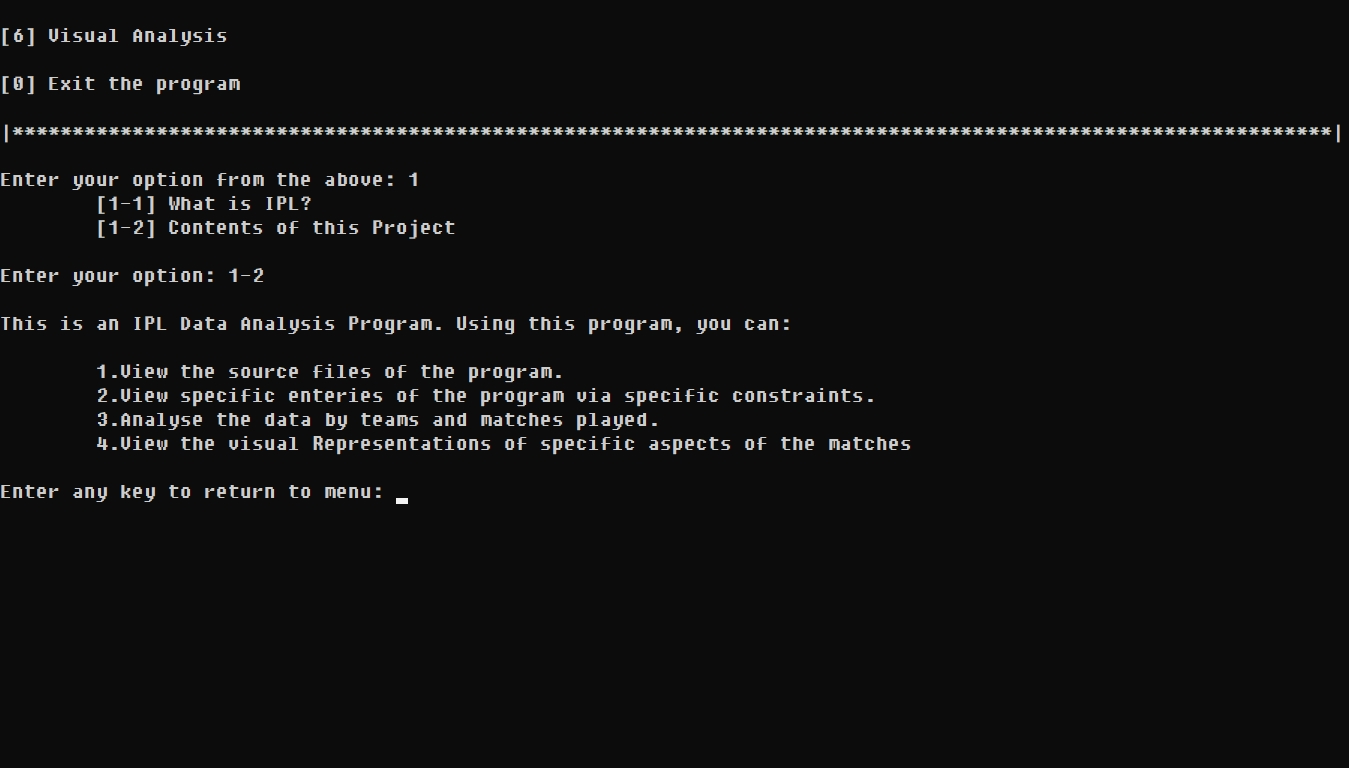 [6] Visual Analysis
[0] Exit the program
|**************************************************************************************************************|
Enter your option from the above: 1
[1-1] What is IPL?
[1-2] Contents of this Project
Enter your option: 1-2
This is an IPL Data Analysis Program. Using this program, you can:
1.View the source files of the program.
2.View specific enteries of the program via specific constraints.
3.Analyse the data by teams and matches played.
4.View the visual Representations of specific aspects of the matches
Enter any key to return to menu: